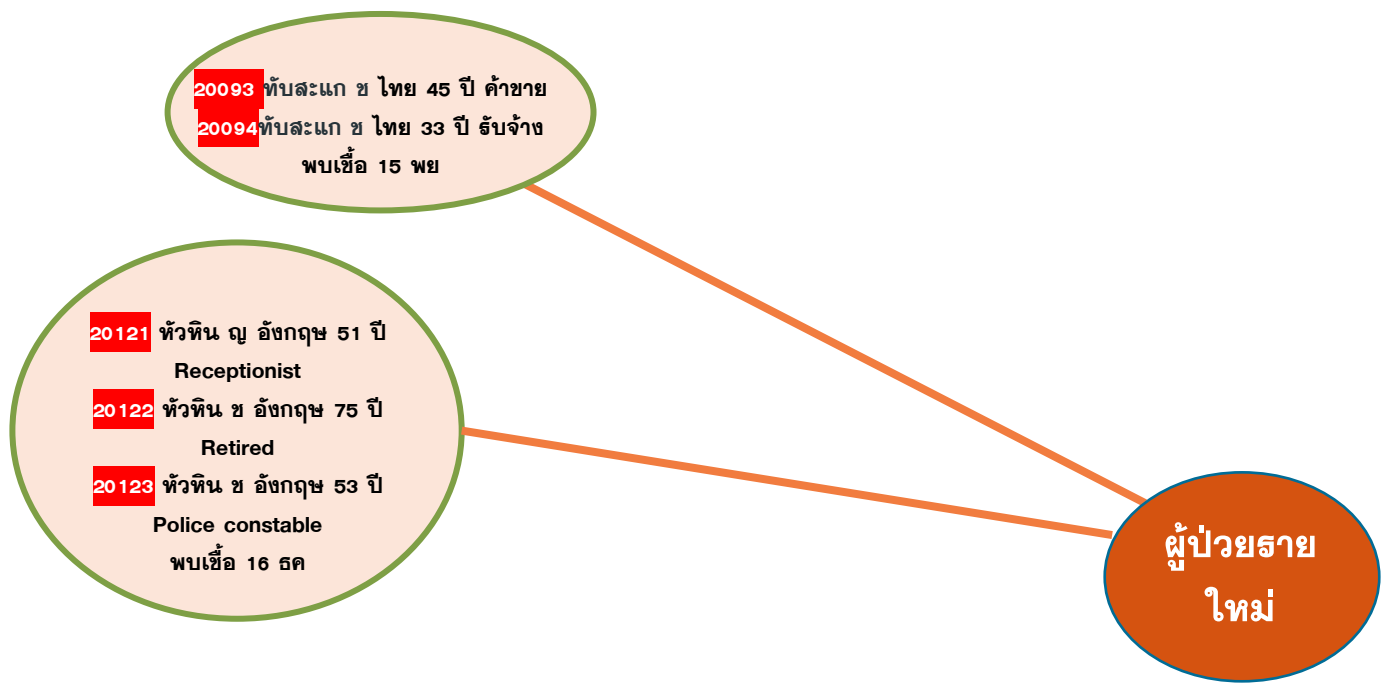 20093 ทับสะแก ช ไทย 45 ปี ค้าขาย
20094 ทับสะแก ช ไทย 33 ปี รับจ้าง
พบเชื้อ 15 พย
20121 หัวหิน ญ อังกฤษ 51 ปี
Receptionist
20122 หัวหิน ช อังกฤษ 75 ปี
Retired
20123 หัวหิน ช อังกฤษ 53 ปี
Police constable
พบเชื้อ 16 ธค
ผู้ป่วยราย
ใหม่